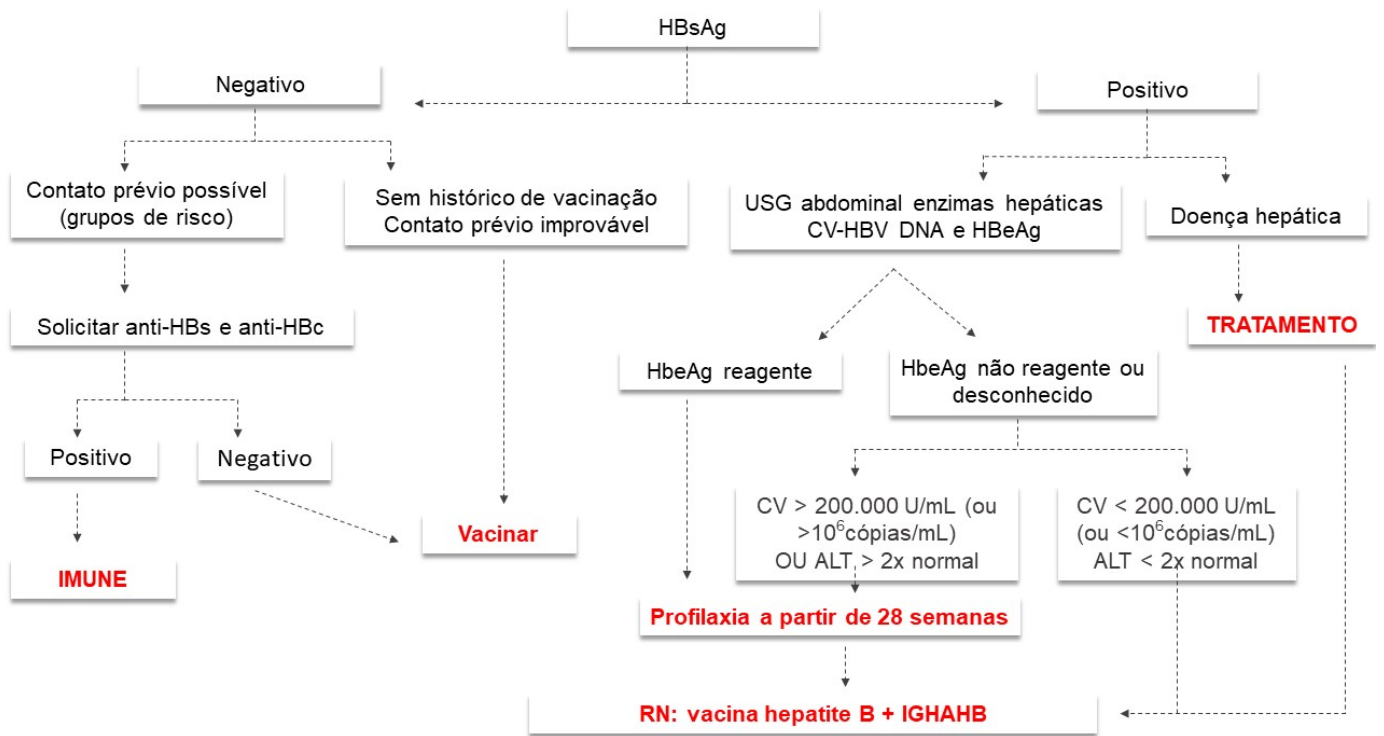 HBsAg
Negativo
Positivo
Contato prévio possível
(grupos de risco)
Sem histórico de vacinação
Contato prévio improvável
USG abdominal enzimas hepáticas
CV-HBV DNA e HBeAg
Doença hepática
Solicitar anti-HBs e anti-HBc
TRATAMENTO
HbeAg reagente
HbeAg não reagente ou
desconhecido
Positivo
Negativo
CV > 200.000 U/mL (ou
>10⁶cópias/mL)
OU ALT > 2x normal
CV < 200.000 U/mL
(ou <10⁶cópias/mL)
ALT < 2x normal
Vacinar
IMUNE
Profilaxia a partir de 28 semanas
RN: vacina hepatite B + IGHAHB